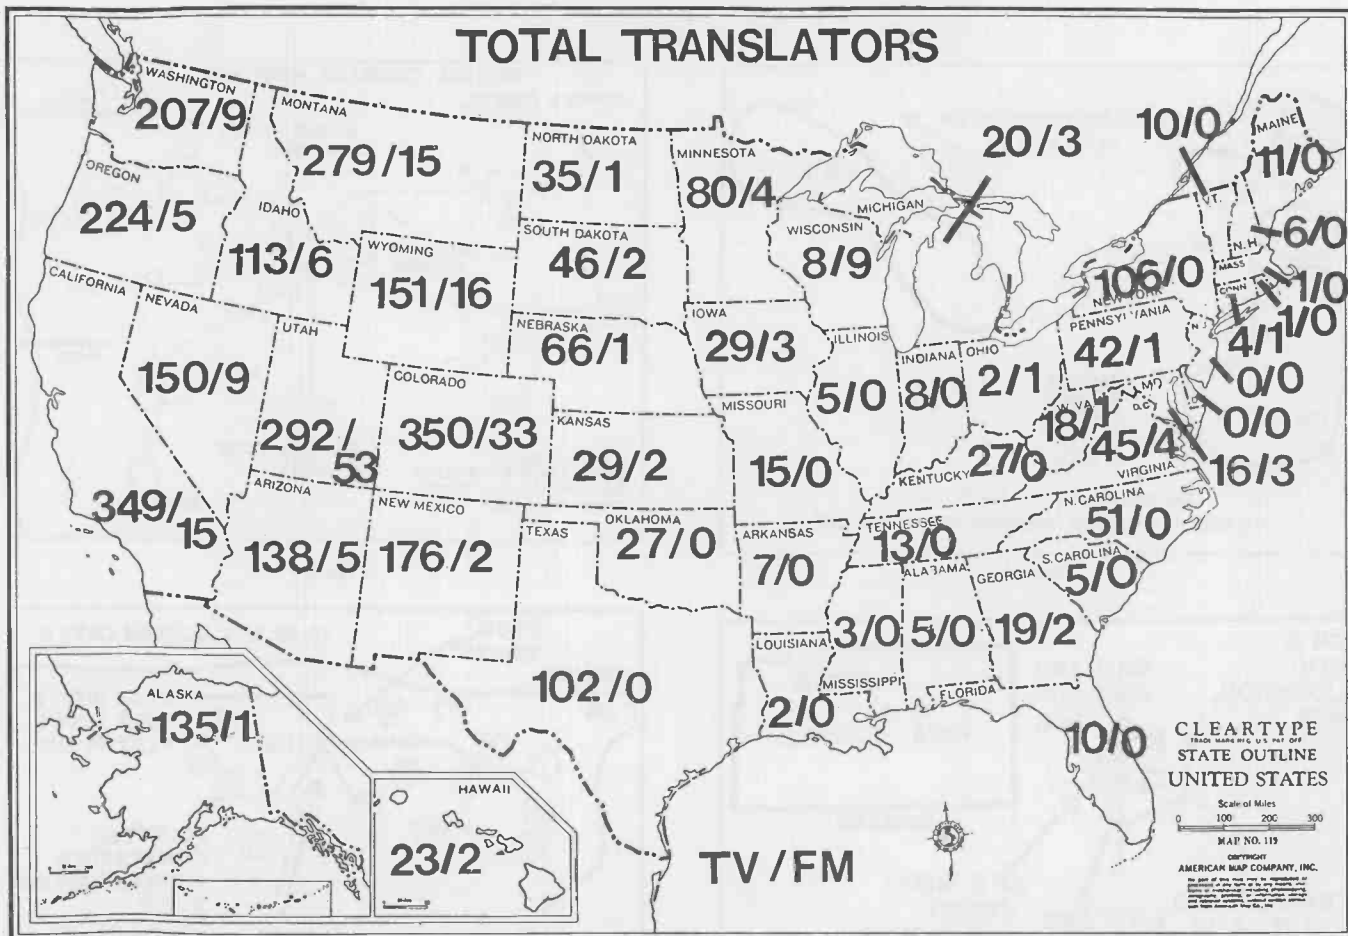 TOTAL TRANSLATORS
WASHINGTON
207/9
MONTANA
279/15
NORTH DAKOTA
35/1
MINNESOTA
80/4
20/3
10/0
MAINE
11/0
OREGON
224/5
IDAHO
113/6
WYOMING
151/16
SOUTH DAKOTA
46/2
MICHIGAN
WISCONSIN
8/9
VT.
N.H.
6/0
CALIFORNIA
NEVADA
150/9
UTAH
292/
53
NEBRASKA
66/1
IOWA
29/3
ILLINOIS
5/0
INDIANA
8/0
OHIO
2/1
106/0
NEW YORK
MASS
1/0
CONN
1/0
4/1
PENNSYLVANIA
42/1
N.J.
0/0
COLORADO
350/33
KANSAS
29/2
MISSOURI
15/0
W. VA.
18/1
MD
D.C.
0/0
45/4
VIRGINIA
16/3
KENTUCKY
27/0
349/
15
ARIZONA
138/5
NEW MEXICO
176/2
TEXAS
OKLAHOMA
27/0
ARKANSAS
7/0
TENNESSEE
13/0
N. CAROLINA
51/0
S. CAROLINA
5/0
ALABAMA
5/0
GEORGIA
19/2
3/0
MISSISSIPPI
LOUISIANA
2/0
FLORIDA
10/0
102/0
ALASKA
135/1
HAWAII
23/2
TV/FM
CLEARTYPE
TRADE MARK REG. U.S. PAT. OFF.
STATE OUTLINE
UNITED STATES
Scale of Miles
0 100 200 300
MAP NO. 119
COPYRIGHT
AMERICAN MAP COMPANY, INC.